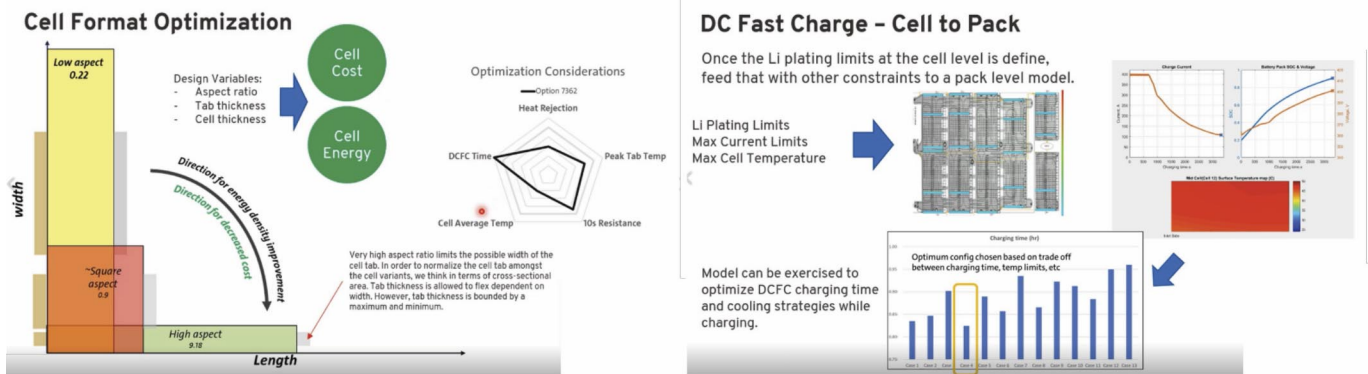 Cell Format Optimization
Low aspect
0.22
Design Variables:
- Aspect ratio
- Tab thickness
- Cell thickness
Cell
Cost
Cell
Energy
Optimization Considerations
Option 7362
Heat Rejection
DCFC Time
Peak Tab Temp
Cell Average Temp
10s Resistance
width
Direction for energy density improvement
Direction for decreased cost
~Square
aspect
0.9
High aspect
9.18
Length
Very high aspect ratio limits the possible width of the
cell tab. In order to normalize the cell tab amongst
the cell variants, we think in terms of cross-sectional
area. Tab thickness is allowed to flex dependent on
width. However, tab thickness is bounded by a
maximum and minimum.
DC Fast Charge – Cell to Pack
Once the Li plating limits at the cell level is define,
feed that with other constraints to a pack level model.
Li Plating Limits
Max Current Limits
Max Cell Temperature
Charge Current
Battery Pack SOC & Voltage
Model can be exercised to
optimize DCFC charging time
and cooling strategies while
charging.
Charging time (hr)
Optimum config chosen based on trade off
between charging time, temp limits, etc